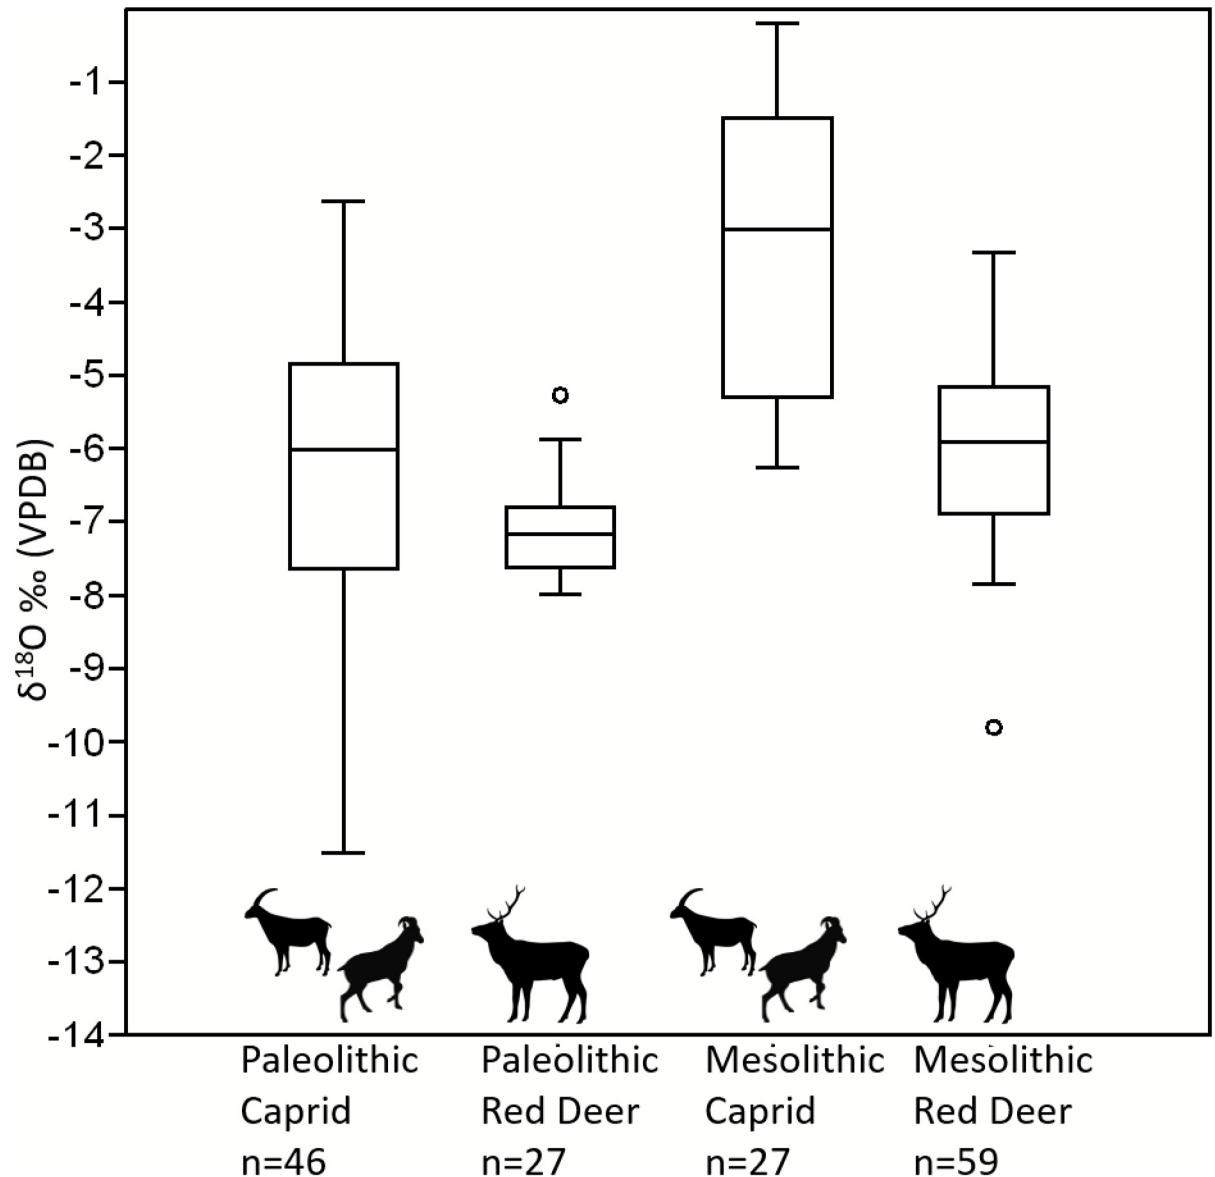 -1
-2
-3
-4
-5
-6
-7
-8
-9
-10
-11
-12
-13
-14
δ¹⁸O ‰ (VPDB)
Paleolithic
Caprid
n=46
Paleolithic
Red Deer
n=27
Mesolithic
Caprid
n=27
Mesolithic
Red Deer
n=59